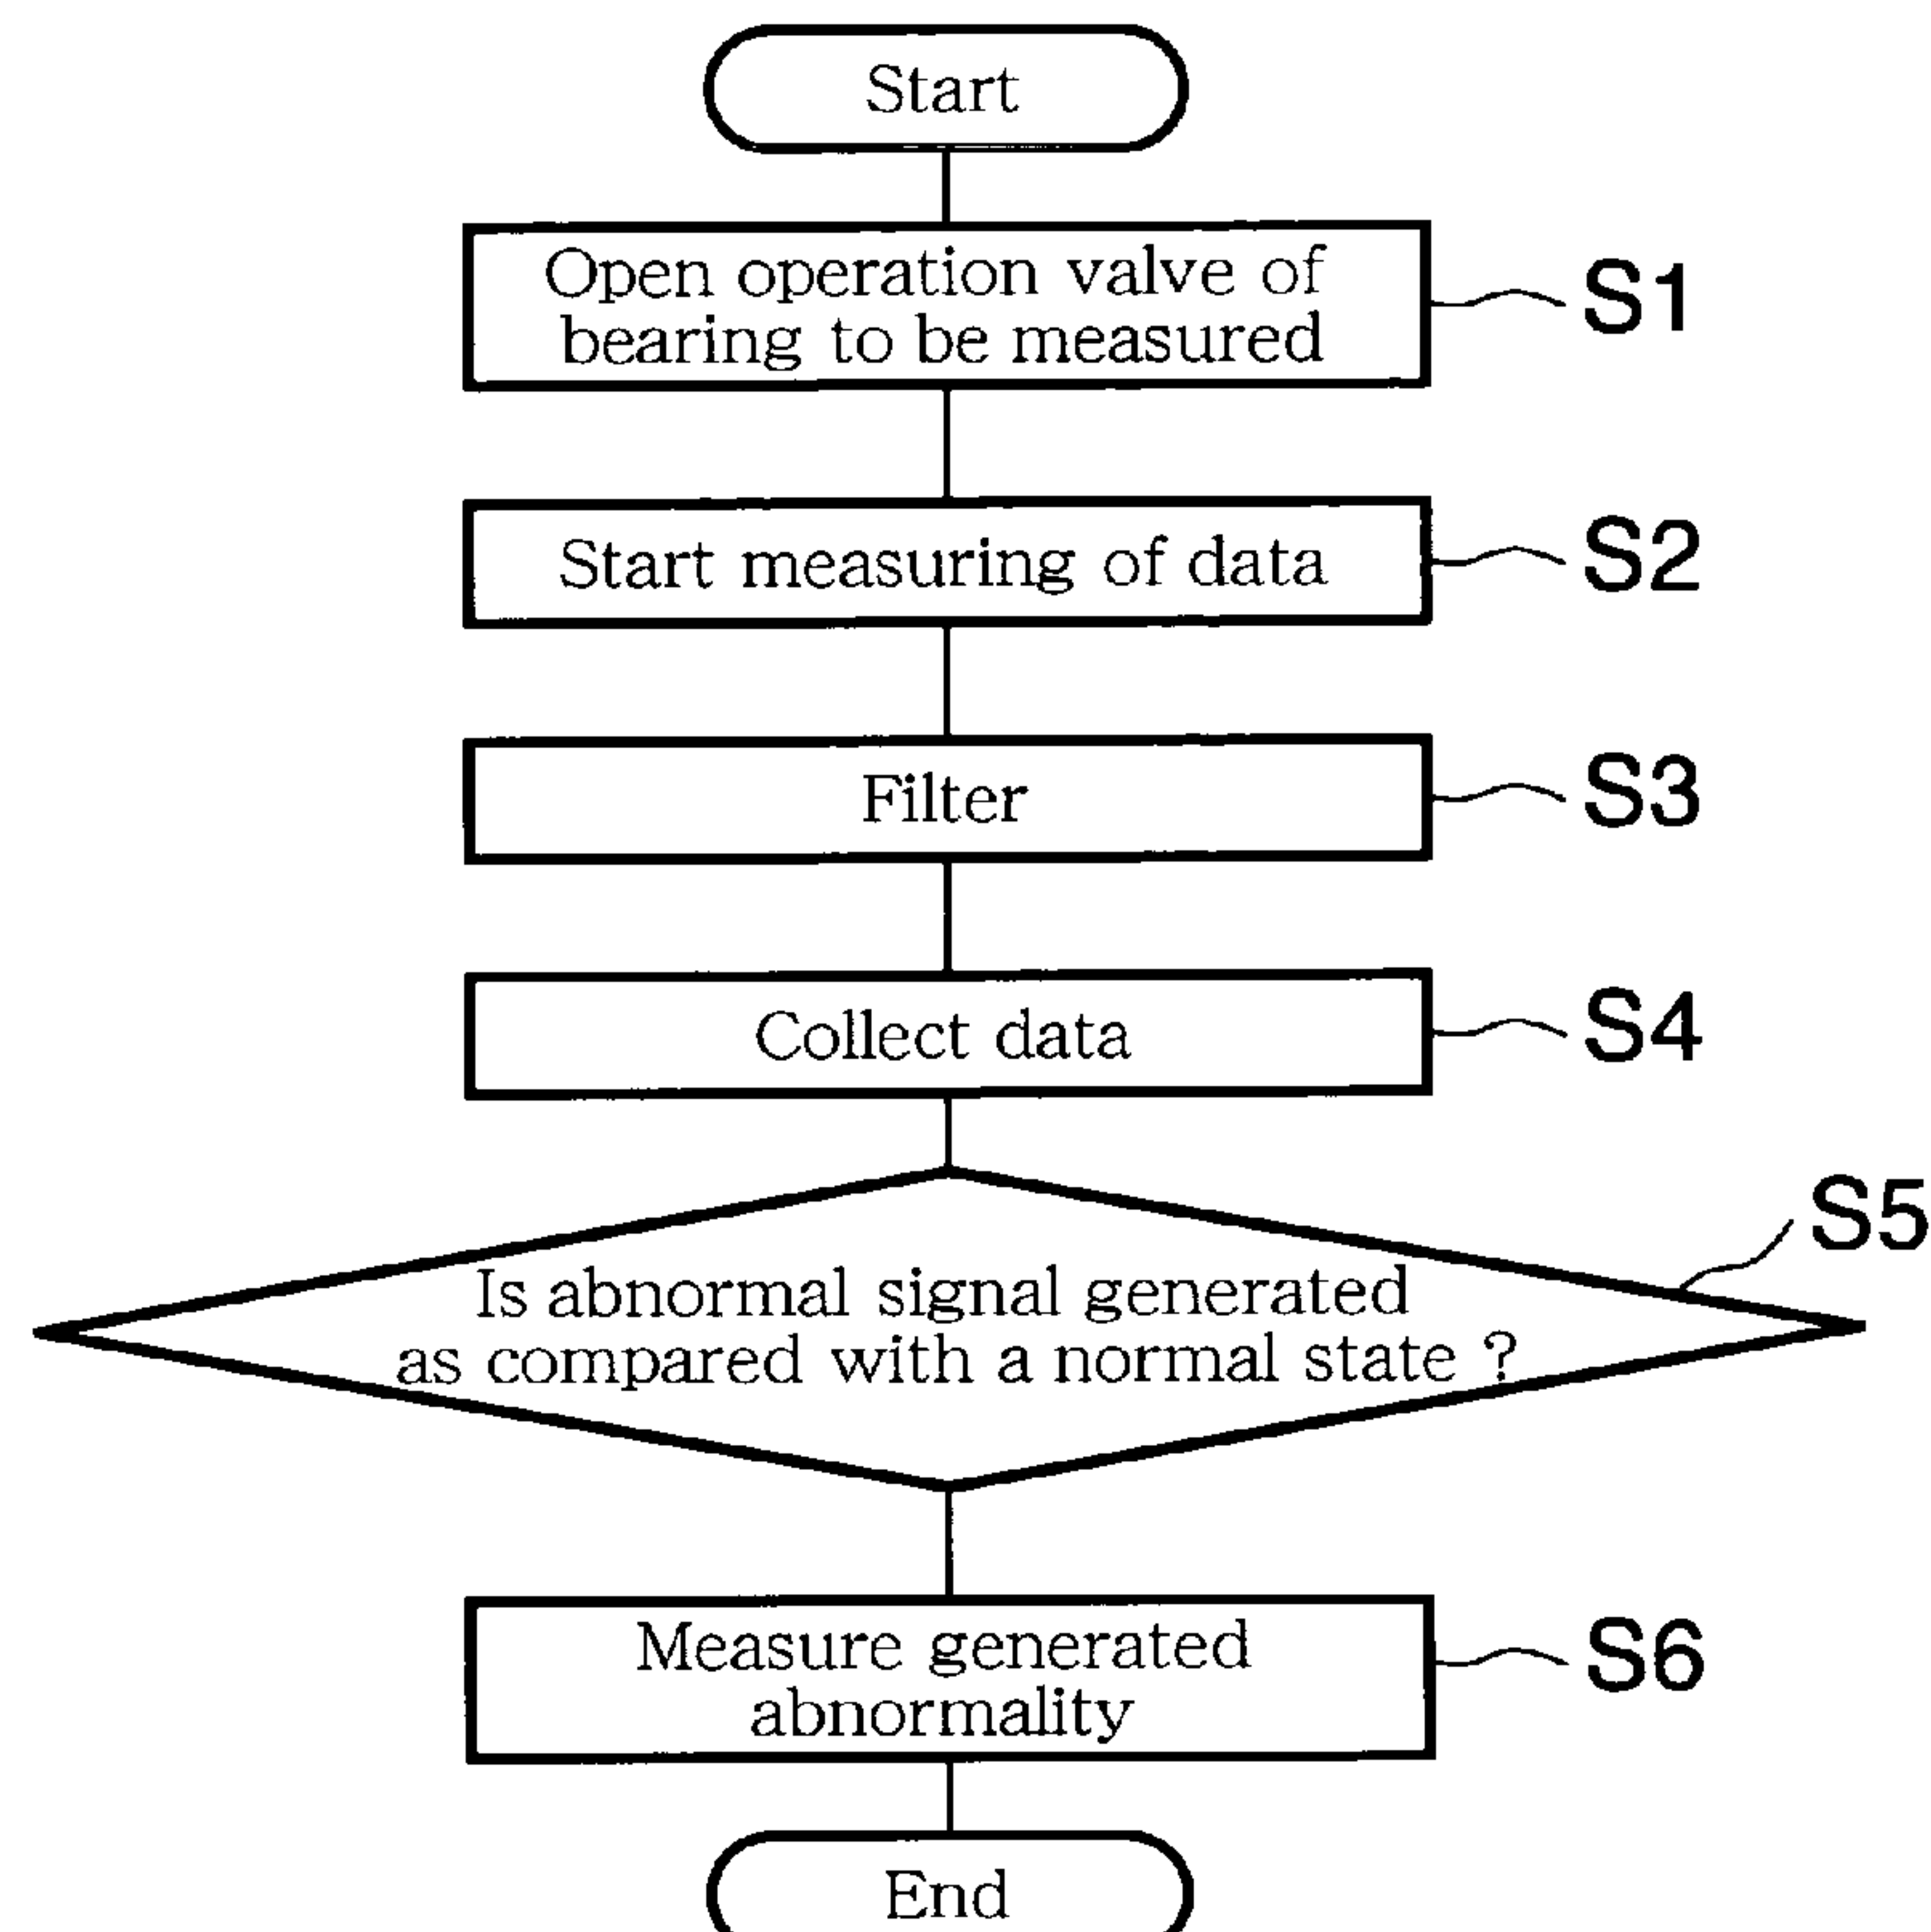 Start
Open operation valve of
bearing to be measured
S1
Start measuring of data
S2
Filter
S3
Collect data
S4
S5
Is abnormal signal generated
as compared with a normal state ?
Measure generated
abnormality
S6
End